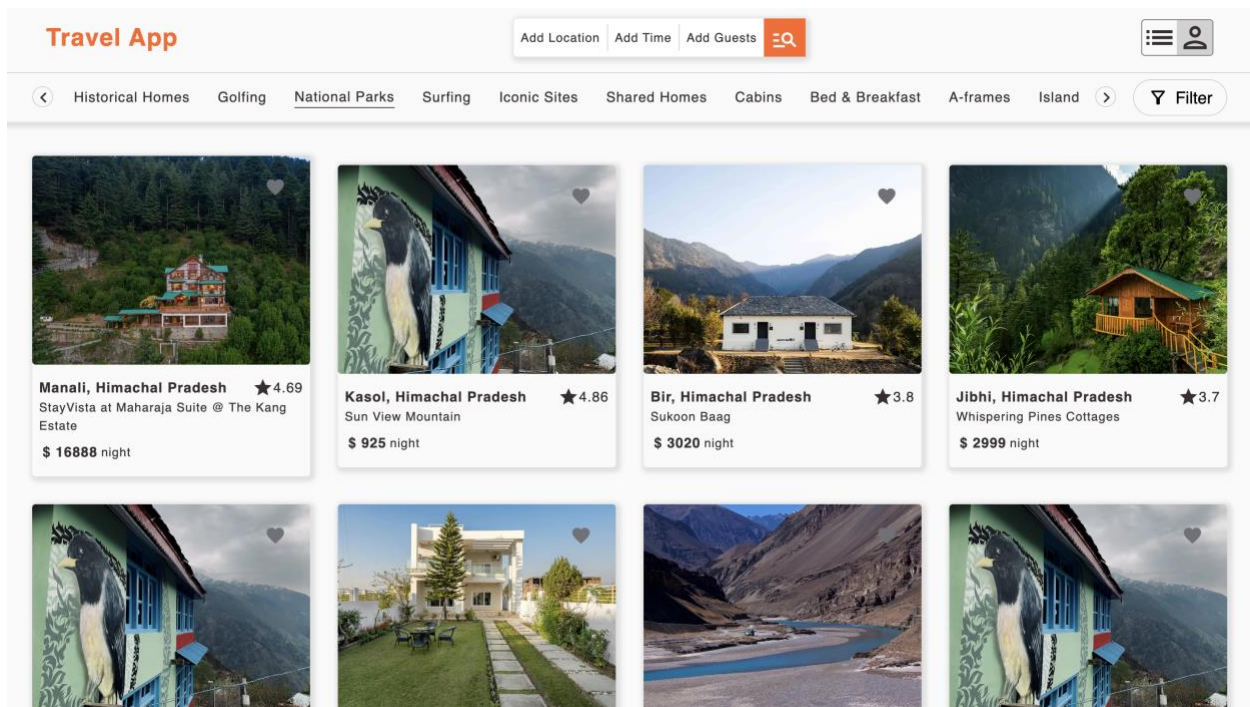 Travel App
Add Location Add Time Add Guests
Historical Homes Golfing National Parks Surfing Iconic Sites Shared Homes Cabins Bed & Breakfast A-frames Island Filter
Manali, Himachal Pradesh 4.69
StayVista at Maharaja Suite @ The Kang
Estate
$ 16888 night
Kasol, Himachal Pradesh 4.86
Sun View Mountain
$ 925 night
Bir, Himachal Pradesh 3.8
Sukoon Baag
$ 3020 night
Jibhi, Himachal Pradesh 3.7
Whispering Pines Cottages
$ 2999 night